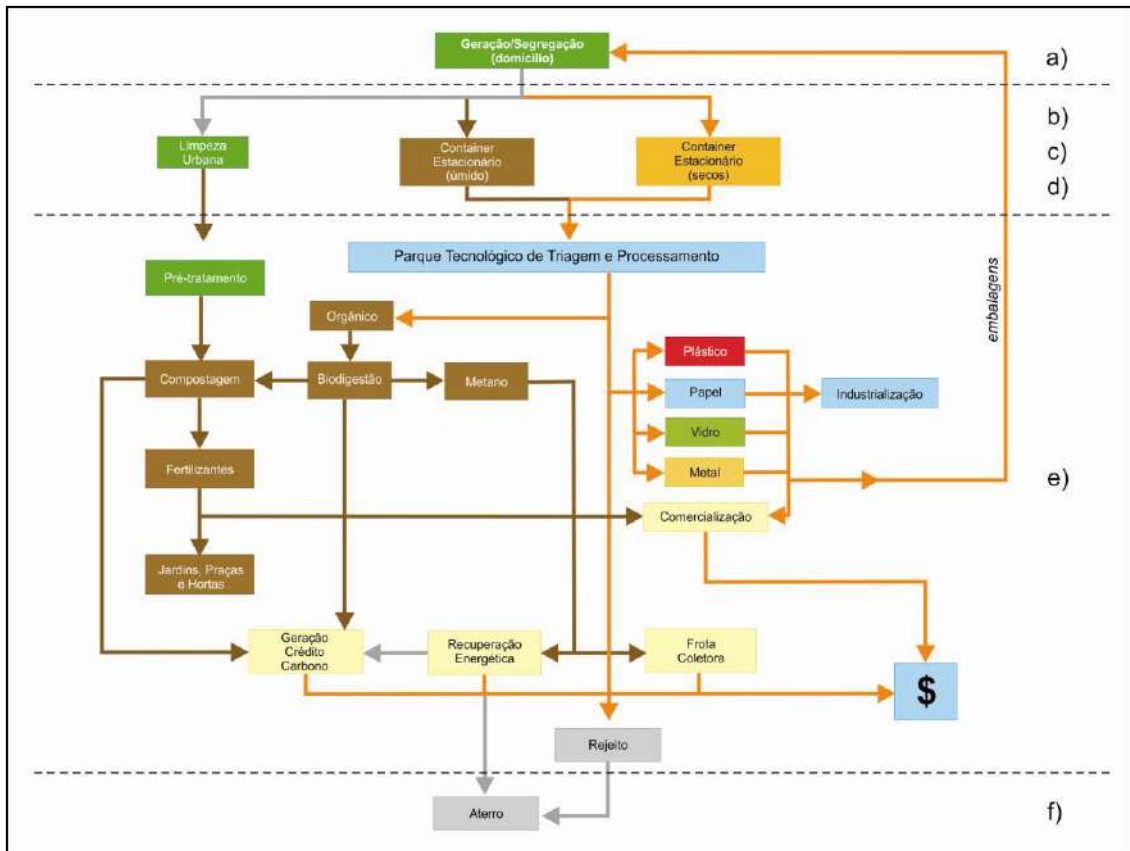 Geração/Segregação
(domicílio)
a)
b)
Limpeza
Urbana
Container
Estacionário
(úmido)
Container
Estacionário
(secos)
c)
d)
Parque Tecnológico de Triagem e Processamento
Pré-tratamento
embalagens
Orgânico
Plástico
Compostagem
Biodigestão
Metano
Papel
Industrialização
Vidro
Fertilizantes
Metal
e)
Comercialização
Jardins, Praças
e Hortas
Geração
Crédito
Carbono
Recuperação
Energética
Frota
Coletora
$
Rejeito
Aterro
f)